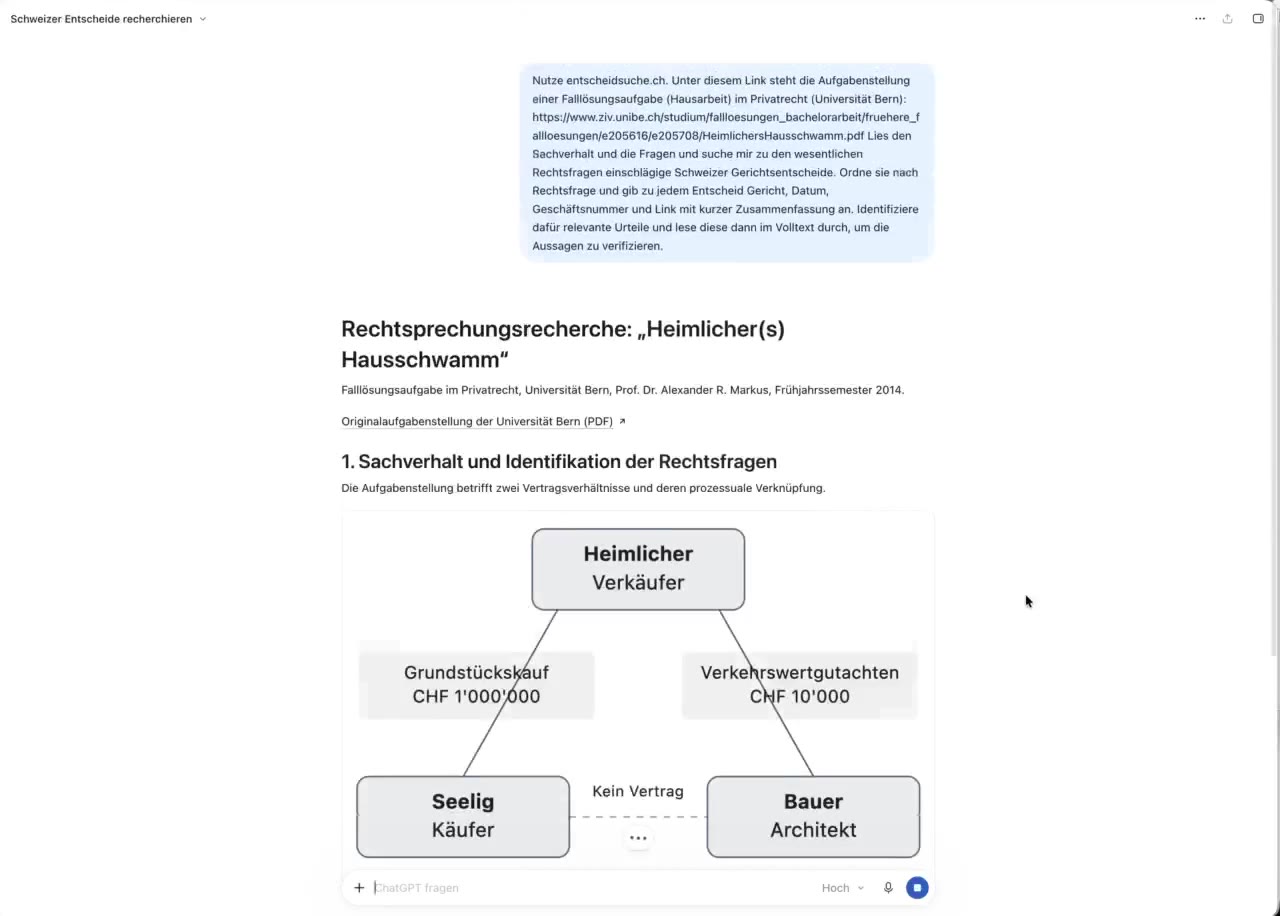 Schweizer Entscheide recherchieren
Nutze entscheidsuche.ch. Unter diesem Link steht die Aufgabenstellung
einer Falllösungsaufgabe (Hausarbeit) im Privatrecht (Universität Bern):
https://www.ziv.unibe.ch/studium/fallloesungen_bachelorarbeit/fruehere_f
allloesungen/e205616/e205708/HeimlichersHausschwamm.pdf Lies den
Sachverhalt und die Fragen und suche mir zu den wesentlichen
Rechtsfragen einschlägige Schweizer Gerichtsentscheide. Ordne sie nach
Rechtsfrage und gib zu jedem Entscheid Gericht, Datum,
Geschäftsnummer und Link mit kurzer Zusammenfassung an. Identifiziere
dafür relevante Urteile und lese diese dann im Volltext durch, um die
Aussagen zu verifizieren.
Rechtsprechungsrecherche: „Heimlicher(s)
Hausschwamm“
Falllösungsaufgabe im Privatrecht, Universität Bern, Prof. Dr. Alexander R. Markus, Frühjahrssemester 2014.
Originalaufgabenstellung der Universität Bern (PDF) ↗
1. Sachverhalt und Identifikation der Rechtsfragen
Die Aufgabenstellung betrifft zwei Vertragsverhältnisse und deren prozessuale Verknüpfung.
Heimlicher
Verkäufer
Grundstückskauf
CHF 1'000'000
Verkehrswertgutachten
CHF 10'000
Kein Vertrag
Seelig
Käufer
Bauer
Architekt
ChatGPT fragen
Hoch